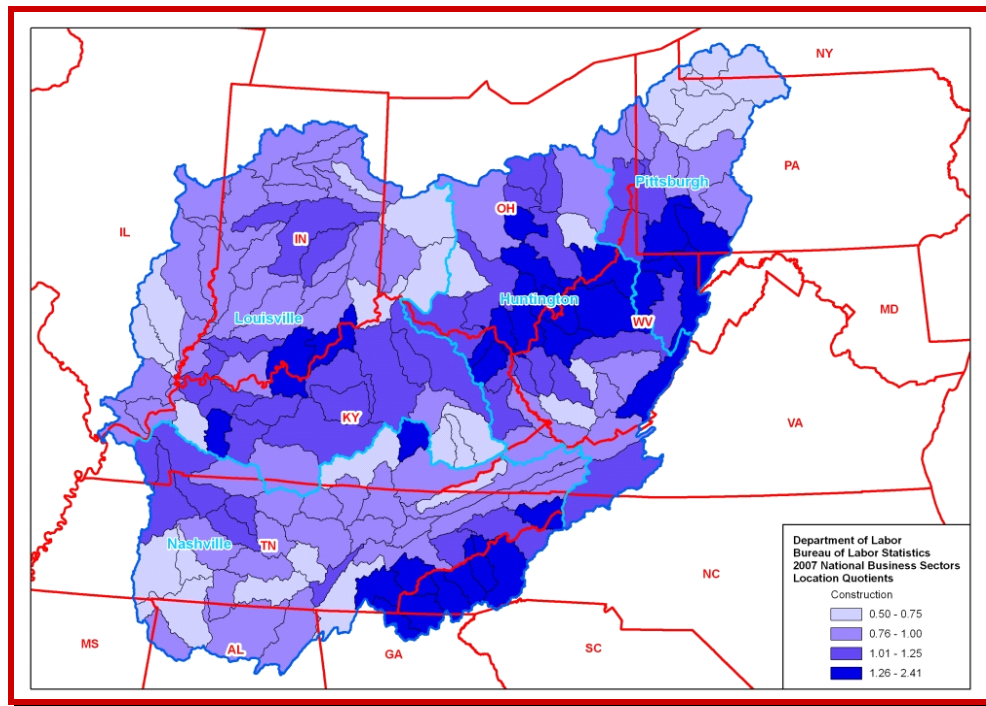 NY
PA
Pittsburgh
OH
IL
IN
Huntington
MD
Louisville
WV
KY
VA
Nashville
TN
NC
MS
AL
GA
SC
Department of Labor
Bureau of Labor Statistics
2007 National Business Sectors
Location Quotients
Construction
0.50 - 0.75
0.76 - 1.00
1.01 - 1.25
1.26 - 2.41